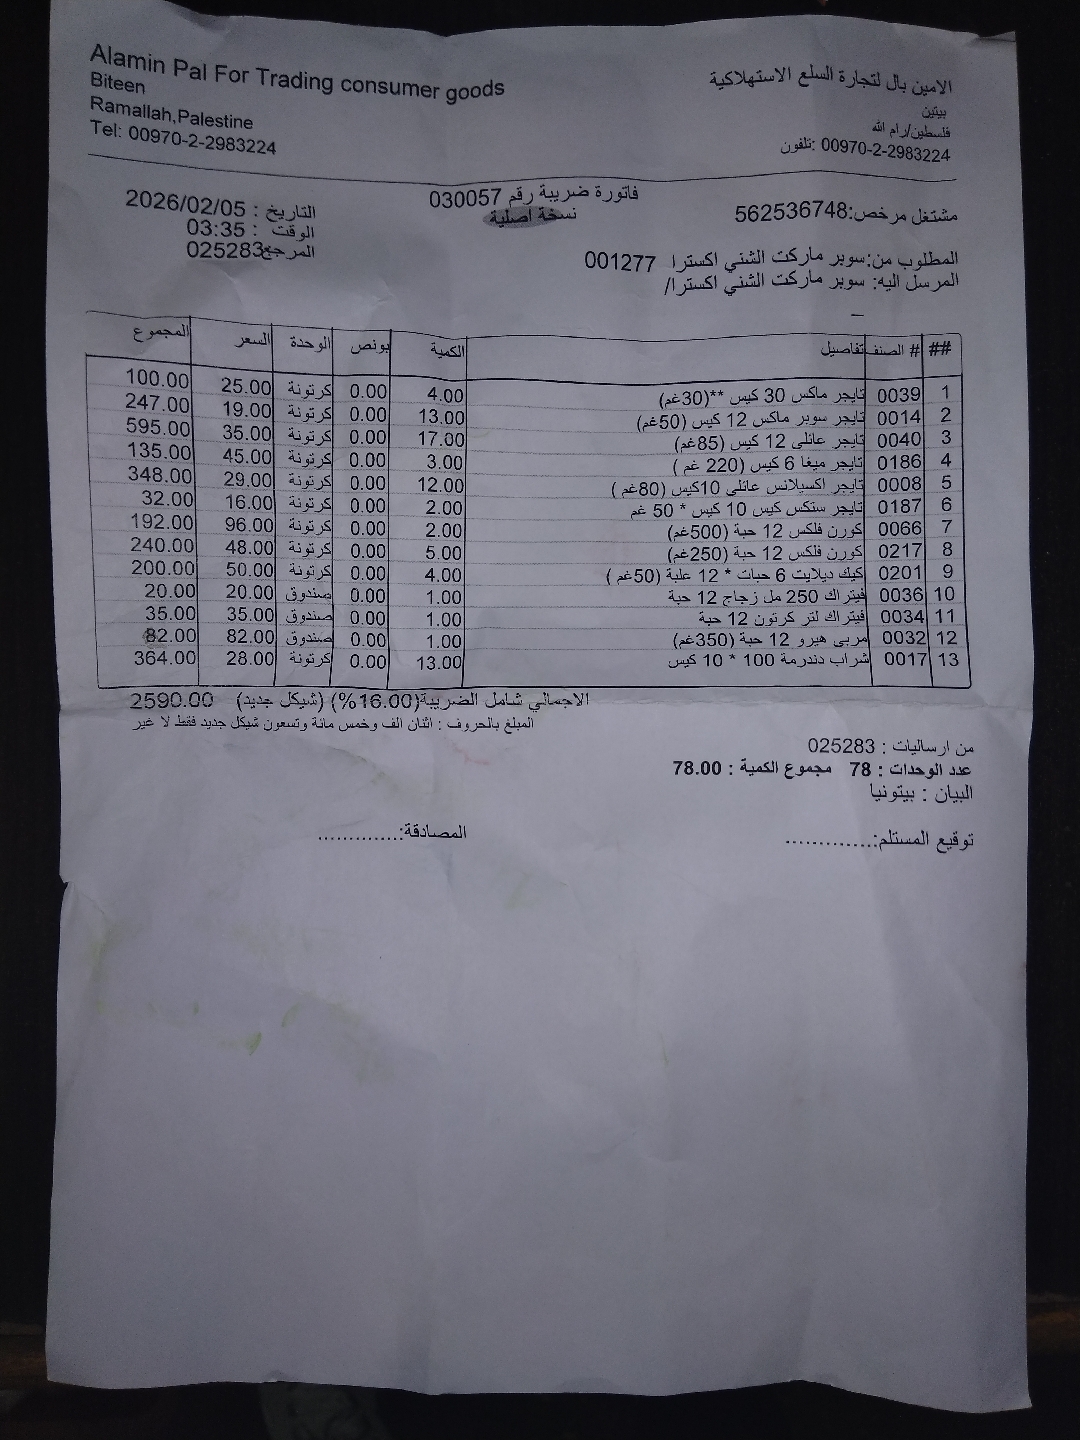 Alamin Pal For Trading consumer goods
Biteen
Ramallah,Palestine
Tel: 00970-2-2983224
الامين بال لتجارة السلع الاستهلاكية
بيتين
فلسطين/رام الله
تلفون: 00970-2-2983224
فاتورة ضريبة رقم 030057
نسخة اصلية
مشتغل مرخص:562536748
التاريخ : 2026/02/05
الوقت : 03:35
المرجع025283
المطلوب من:سوبر ماركت الشني اكسترا 001277
المرسل اليه: سوبر ماركت الشني اكسترا/
## # الصنف تفاصيل الكمية بونص الوحدة السعر المجموع
1 0039 تايجر ماكس 30 كيس **(30غم) 4.00 0.00 كرتونة 25.00 100.00
2 0014 تايجر سوبر ماكس 12 كيس (50غم) 13.00 0.00 كرتونة 19.00 247.00
3 0040 تايجر عائلي 12 كيس (85غم) 17.00 0.00 كرتونة 35.00 595.00
4 0186 تايجر ميغا 6 كيس (220 غم ) 3.00 0.00 كرتونة 45.00 135.00
5 0008 تايجر اكسيلانس عائلي 10كيس (80غم ) 12.00 0.00 كرتونة 29.00 348.00
6 0187 تايجر ستكس كيس 10 كيس * 50 غم 2.00 0.00 كرتونة 16.00 32.00
7 0066 كورن فلكس 12 حبة (500غم) 2.00 0.00 كرتونة 96.00 192.00
8 0217 كورن فلكس 12 حبة (250غم) 5.00 0.00 كرتونة 48.00 240.00
9 0201 كيك ديلايت 6 حبات * 12 علبة (50غم ) 4.00 0.00 كرتونة 50.00 200.00
10 0036 فيتراك 250 مل زجاج 12 حبة 1.00 0.00 صندوق 20.00 20.00
11 0034 فيتراك لتر كرتون 12 حبة 1.00 0.00 صندوق 35.00 35.00
12 0032 مربى هيرو 12 حبة (350غم) 1.00 0.00 صندوق 82.00 82.00
13 0017 شراب دندرمة 100 * 10 كيس 13.00 0.00 كرتونة 28.00 364.00
الاجمالي شامل الضريبة(16.00%) (شيكل جديد) 2590.00
المبلغ بالحروف : اثنان الف وخمس مائة وتسعون شيكل جديد فقط لا غير
من ارساليات : 025283
عدد الوحدات : 78 مجموع الكمية : 78.00
البيان : بيتونيا
توقيع المستلم:..............
المصادقة:.............